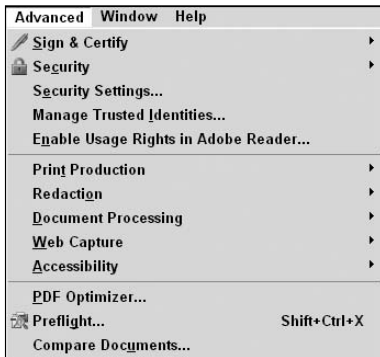 Advanced Window Help
Sign & Certify
Security
Security Settings...
Manage Trusted Identities...
Enable Usage Rights in Adobe Reader...
Print Production
Redaction
Document Processing
Web Capture
Accessibility
PDF Optimizer...
Preflight... Shift+Ctrl+X
Compare Documents...